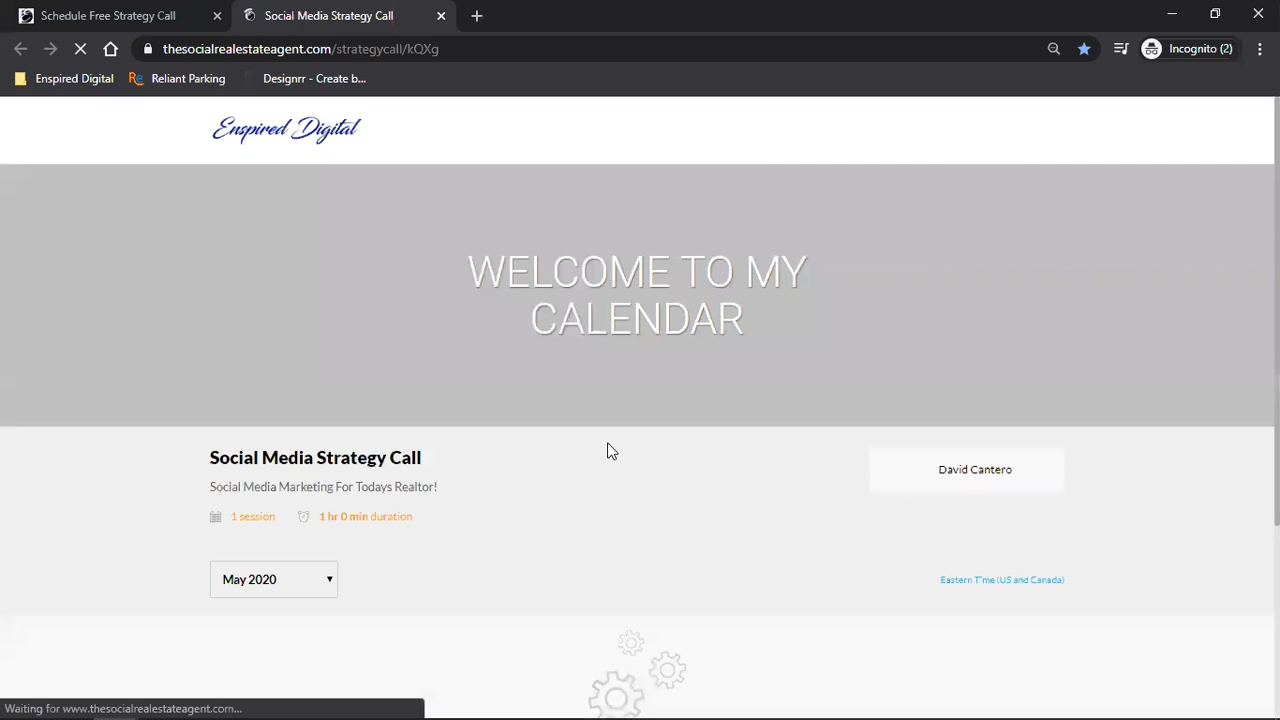 Schedule Free Strategy Call
Social Media Strategy Call
thesocialrealestateagent.com/strategycall/kQXg
Incognito (2)
Enspired Digital
Reliant Parking
Designrr - Create b...
Enspired Digital
WELCOME TO MY
CALENDAR
Social Media Strategy Call
David Cantero
Social Media Marketing For Todays Realtor!
1 session
1 hr 0 min duration
May 2020
Eastern Time (US and Canada)
Waiting for www.thesocialrealestateagent.com...